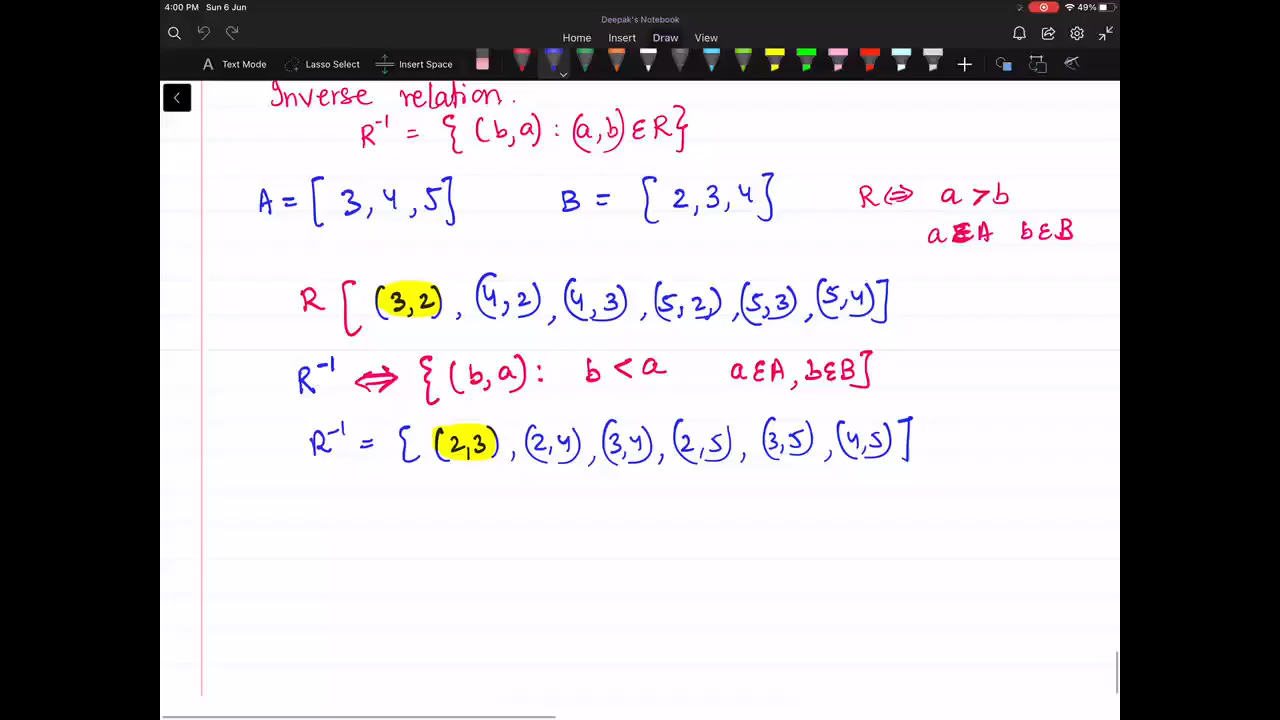 4:00 PM Sun 6 Jun
49%
Deepak's Notebook
Home Insert Draw View
Text Mode Lasso Select Insert Space
Inverse relation.
R⁻¹ = { (b,a) : (a,b) ε R}
A = [ 3, 4, 5] B = [ 2, 3, 4] R ⇔ a > b
a ε A b ε B
R [ (3,2), (4,2), (4,3), (5,2), (5,3), (5,4)]
R⁻¹ ⇔ { (b,a) : b < a a ε A, b ε B]
R⁻¹ = { (2,3), (2,4), (3,4), (2,5), (3,5), (4,5)]